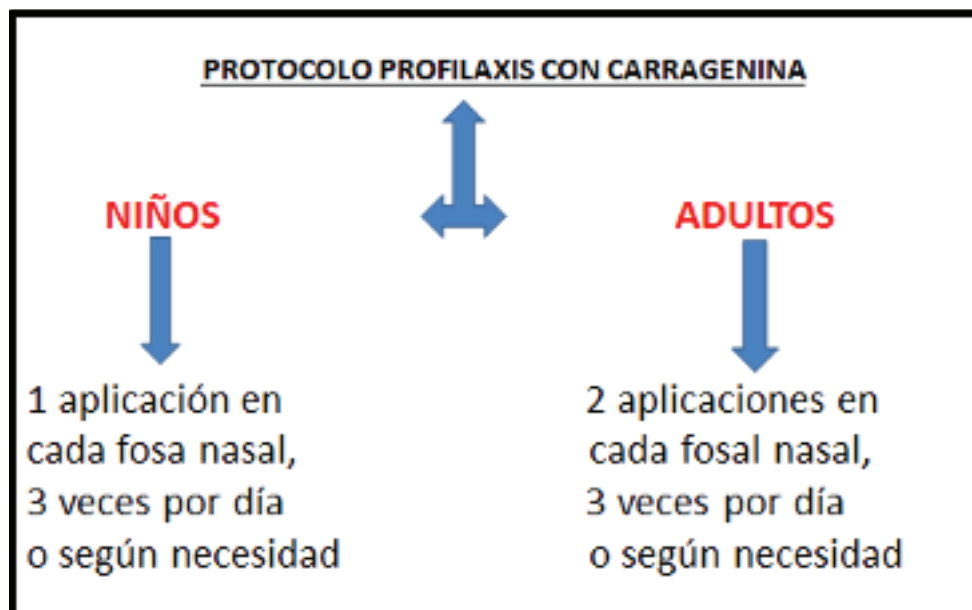 PROTOCOLO PROFILAXIS CON CARRAGENINA
NIÑOS
1 aplicación en
cada fosa nasal,
3 veces por día
o según necesidad
ADULTOS
2 aplicaciones en
cada fosal nasal,
3 veces por día
o según necesidad